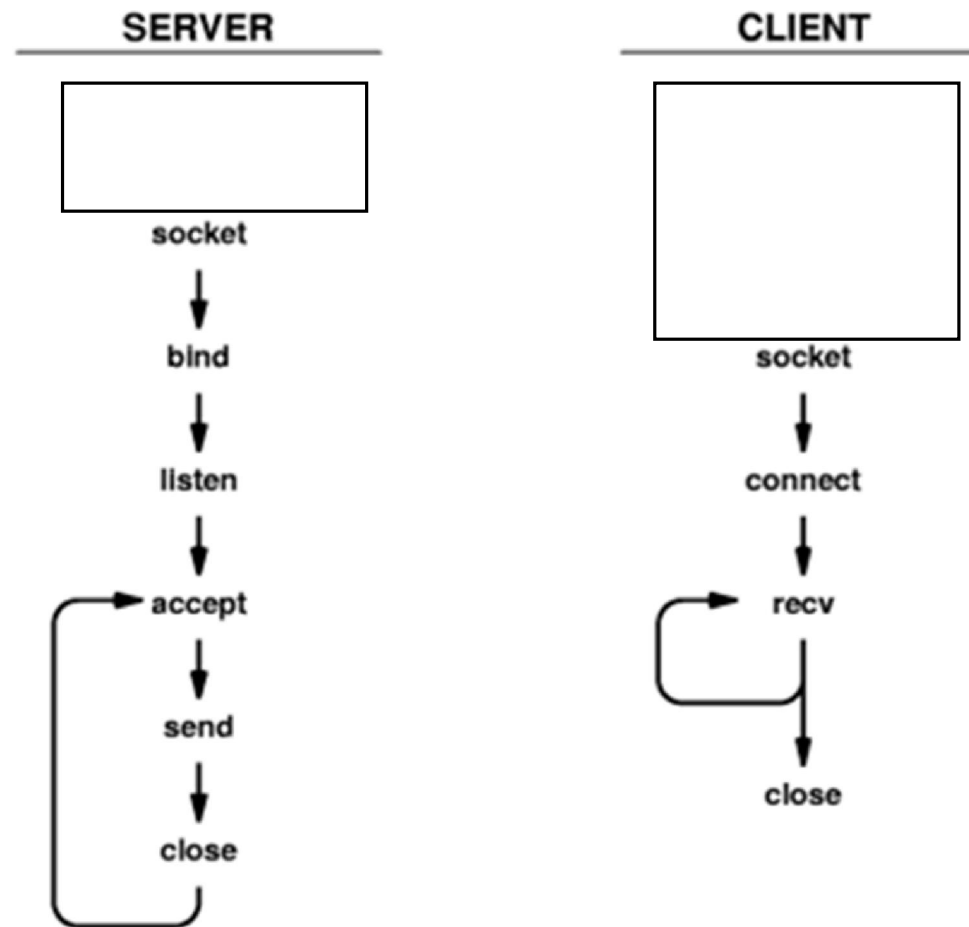 SERVER
socket
bind
listen
accept
send
close
CLIENT
socket
connect
recv
close